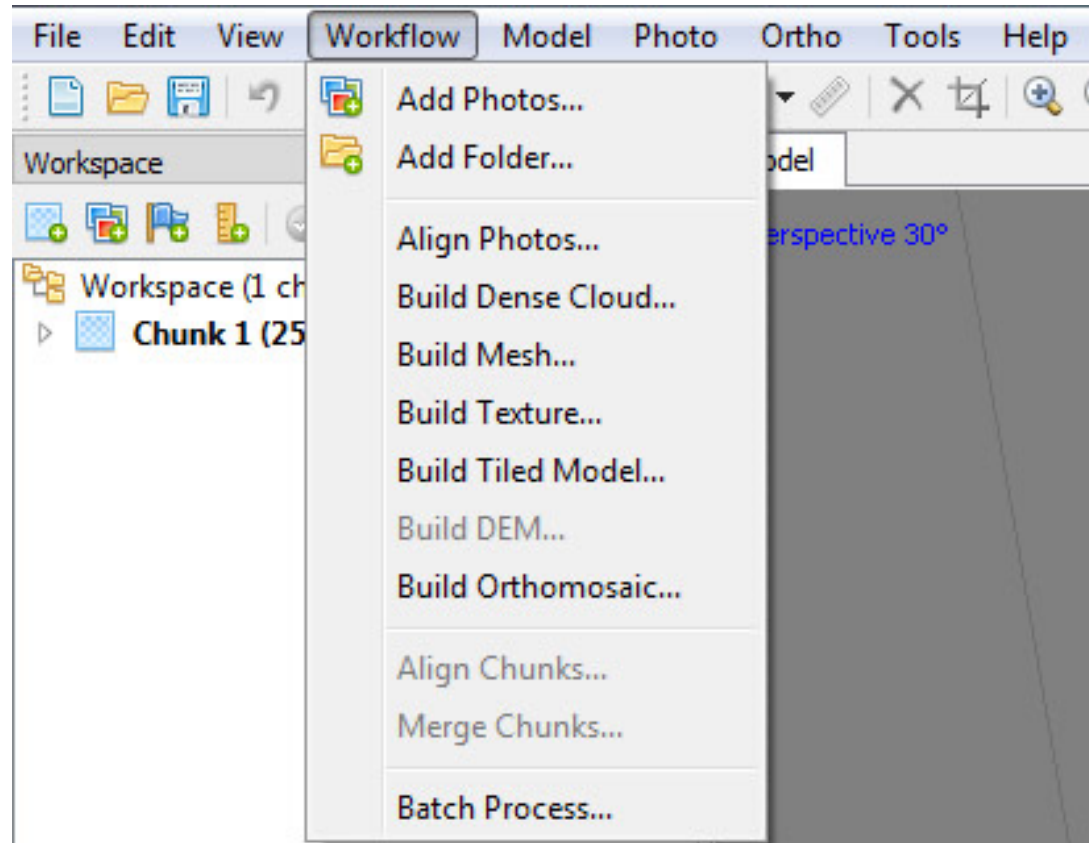 File Edit View Workflow Model Photo Ortho Tools Help
Workspace
Workspace (1 ch
Chunk 1 (25
Add Photos...
Add Folder...
Align Photos...
Build Dense Cloud...
Build Mesh...
Build Texture...
Build Tiled Model...
Build DEM...
Build Orthomosaic...
Align Chunks...
Merge Chunks...
Batch Process...
odel
erspective 30°